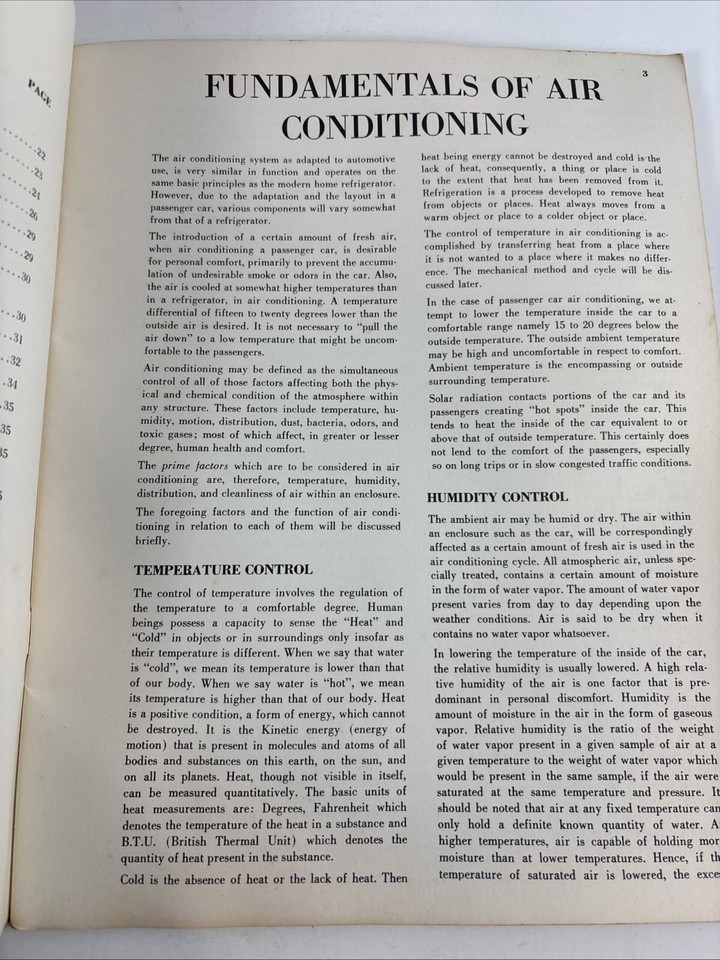 PAGE
22
23
24
26
29
29
30
30
31
32
34
35
35
35
3
FUNDAMENTALS OF AIR
CONDITIONING
The air conditioning system as adapted to automotive
use, is very similar in function and operates on the
same basic principles as the modern home refrigerator.
However, due to the adaptation and the layout in a
passenger car, various components will vary somewhat
from that of a refrigerator.
The introduction of a certain amount of fresh air,
when air conditioning a passenger car, is desirable
for personal comfort, primarily to prevent the accumu-
lation of undesirable smoke or odors in the car. Also,
the air is cooled at somewhat higher temperatures than
in a refrigerator, in air conditioning. A temperature
differential of fifteen to twenty degrees lower than the
outside air is desired. It is not necessary to "pull the
air down" to a low temperature that might be uncom-
fortable to the passengers.
Air conditioning may be defined as the simultaneous
control of all of those factors affecting both the phys-
ical and chemical condition of the atmosphere within
any structure. These factors include temperature, hu-
midity, motion, distribution, dust, bacteria, odors, and
toxic gases; most of which affect, in greater or lesser
degree, human health and comfort.
The prime factors which are to be considered in air
conditioning are, therefore, temperature, humidity,
distribution, and cleanliness of air within an enclosure.
The foregoing factors and the function of air condi-
tioning in relation to each of them will be discussed
briefly.
TEMPERATURE CONTROL
The control of temperature involves the regulation of
the temperature to a comfortable degree. Human
beings possess a capacity to sense the "Heat" and
"Cold" in objects or in surroundings only insofar as
their temperature is different. When we say that water
is "cold", we mean its temperature is lower than that
of our body. When we say water is "hot", we mean
its temperature is higher than that of our body. Heat
is a positive condition, a form of energy, which cannot
be destroyed. It is the Kinetic energy (energy of
motion) that is present in molecules and atoms of all
bodies and substances on this earth, on the sun, and
on all its planets. Heat, though not visible in itself,
can be measured quantitatively. The basic units of
heat measurements are: Degrees, Fahrenheit which
denotes the temperature of the heat in a substance and
B.T.U. (British Thermal Unit) which denotes the
quantity of heat present in the substance.
Cold is the absence of heat or the lack of heat. Then
heat being energy cannot be destroyed and cold is the
lack of heat, consequently, a thing or place is cold
to the extent that heat has been removed from it.
Refrigeration is a process developed to remove heat
from objects or places. Heat always moves from a
warm object or place to a colder object or place.
The control of temperature in air conditioning is ac-
complished by transferring heat from a place where
it is not wanted to a place where it makes no differ-
ence. The mechanical method and cycle will be dis-
cussed later.
In the case of passenger car air conditioning, we at-
tempt to lower the temperature inside the car to a
comfortable range namely 15 to 20 degrees below the
outside temperature. The outside ambient temperature
may be high and uncomfortable in respect to comfort.
Ambient temperature is the encompassing or outside
surrounding temperature.
Solar radiation contacts portions of the car and its
passengers creating "hot spots" inside the car. This
tends to heat the inside of the car equivalent to or
above that of outside temperature. This certainly does
not lend to the comfort of the passengers, especially
so on long trips or in slow congested traffic conditions.
HUMIDITY CONTROL
The ambient air may be humid or dry. The air within
an enclosure such as the car, will be correspondingly
affected as a certain amount of fresh air is used in the
air conditioning cycle. All atmospheric air, unless spe-
cially treated, contains a certain amount of moisture
in the form of water vapor. The amount of water vapor
present varies from day to day depending upon the
weather conditions. Air is said to be dry when it
contains no water vapor whatsoever.
In lowering the temperature of the inside of the car,
the relative humidity is usually lowered. A high rela-
tive humidity of the air is one factor that is pre-
dominant in personal discomfort. Humidity is the
amount of moisture in the air in the form of gaseous
vapor. Relative humidity is the ratio of the weight
of water vapor present in a given sample of air at a
given temperature to the weight of water vapor which
would be present in the same sample, if the air were
saturated at the same temperature and pressure. It
should be noted that air at any fixed temperature can
only hold a definite known quantity of water. A
higher temperatures, air is capable of holding mor
moisture than at lower temperatures. Hence, if th
temperature of saturated air is lowered, the exce